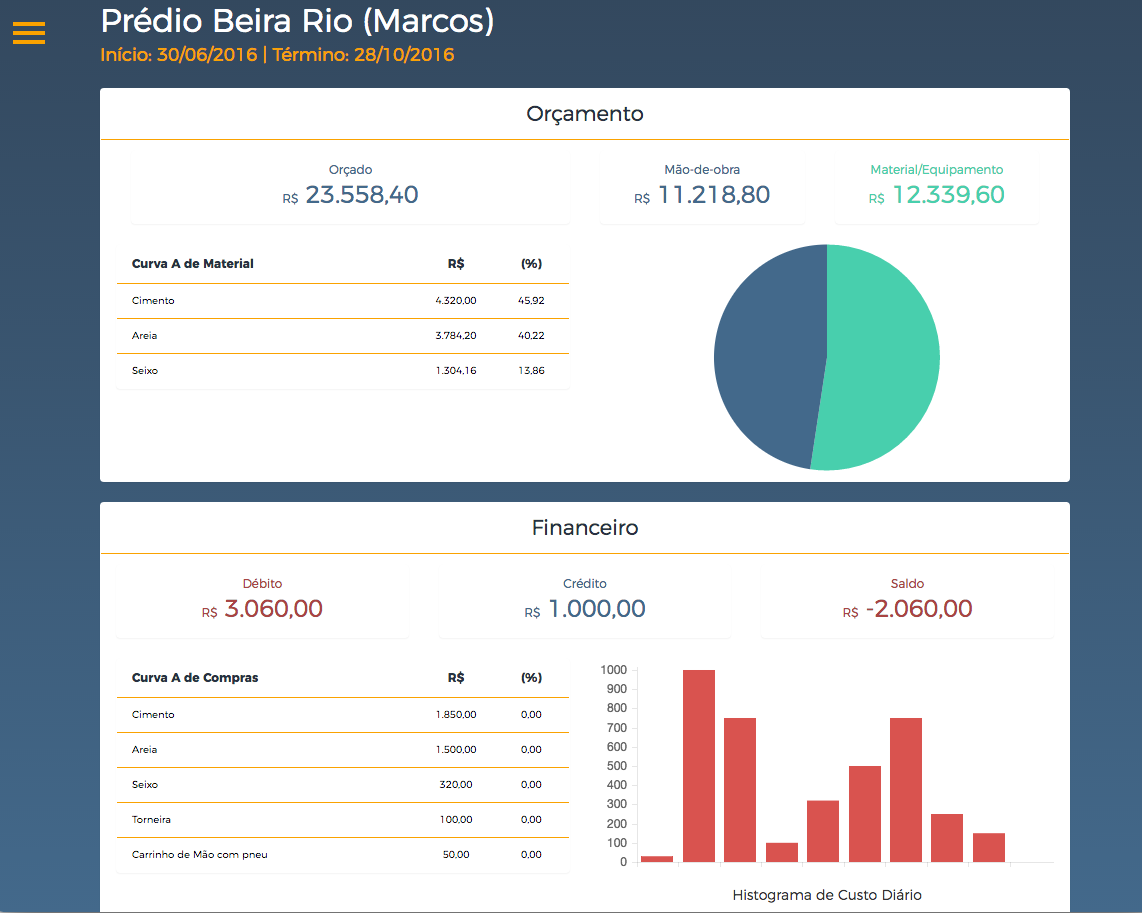 Prédio Beira Rio (Marcos)
Início: 30/06/2016 | Término: 28/10/2016
Orçamento
Orçado
R$ 23.558,40
Mão-de-obra
R$ 11.218,80
Material/Equipamento
R$ 12.339,60
Curva A de Material R$ (%)
Cimento 4.320,00 45,92
Areia 3.784,20 40,22
Seixo 1.304,16 13,86
Financeiro
Débito
R$ 3.060,00
Crédito
R$ 1.000,00
Saldo
R$ -2.060,00
Curva A de Compras R$ (%)
Cimento 1.850,00 0,00
Areia 1.500,00 0,00
Seixo 320,00 0,00
Torneira 100,00 0,00
Carrinho de Mão com pneu 50,00 0,00
1000
900
800
700
600
500
400
300
200
100
0
Histograma de Custo Diário